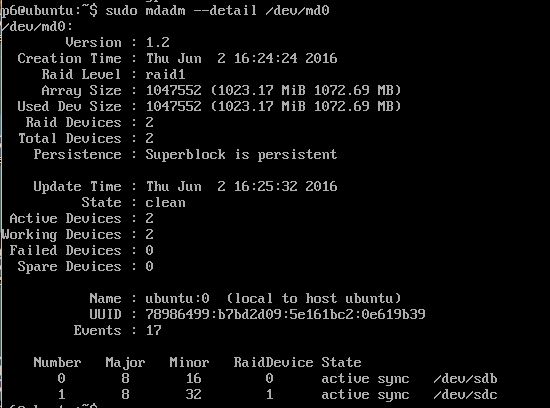 p6@ubuntu:~$ sudo mdadm --detail /dev/md0
/dev/md0:
Version : 1.2
Creation Time : Thu Jun  2 16:24:24 2016
Raid Level : raid1
Array Size : 1047552 (1023.17 MiB 1072.69 MB)
Used Dev Size : 1047552 (1023.17 MiB 1072.69 MB)
Raid Devices : 2
Total Devices : 2
Persistence : Superblock is persistent
Update Time : Thu Jun  2 16:25:32 2016
State : clean
Active Devices : 2
Working Devices : 2
Failed Devices : 0
Spare Devices : 0
Name : ubuntu:0  (local to host ubuntu)
UUID : 78986499:b7bd2d09:5e161bc2:0e619b39
Events : 17
Number Major Minor RaidDevice State
0 8 16 0 active sync /dev/sdb
1 8 32 1 active sync /dev/sdc